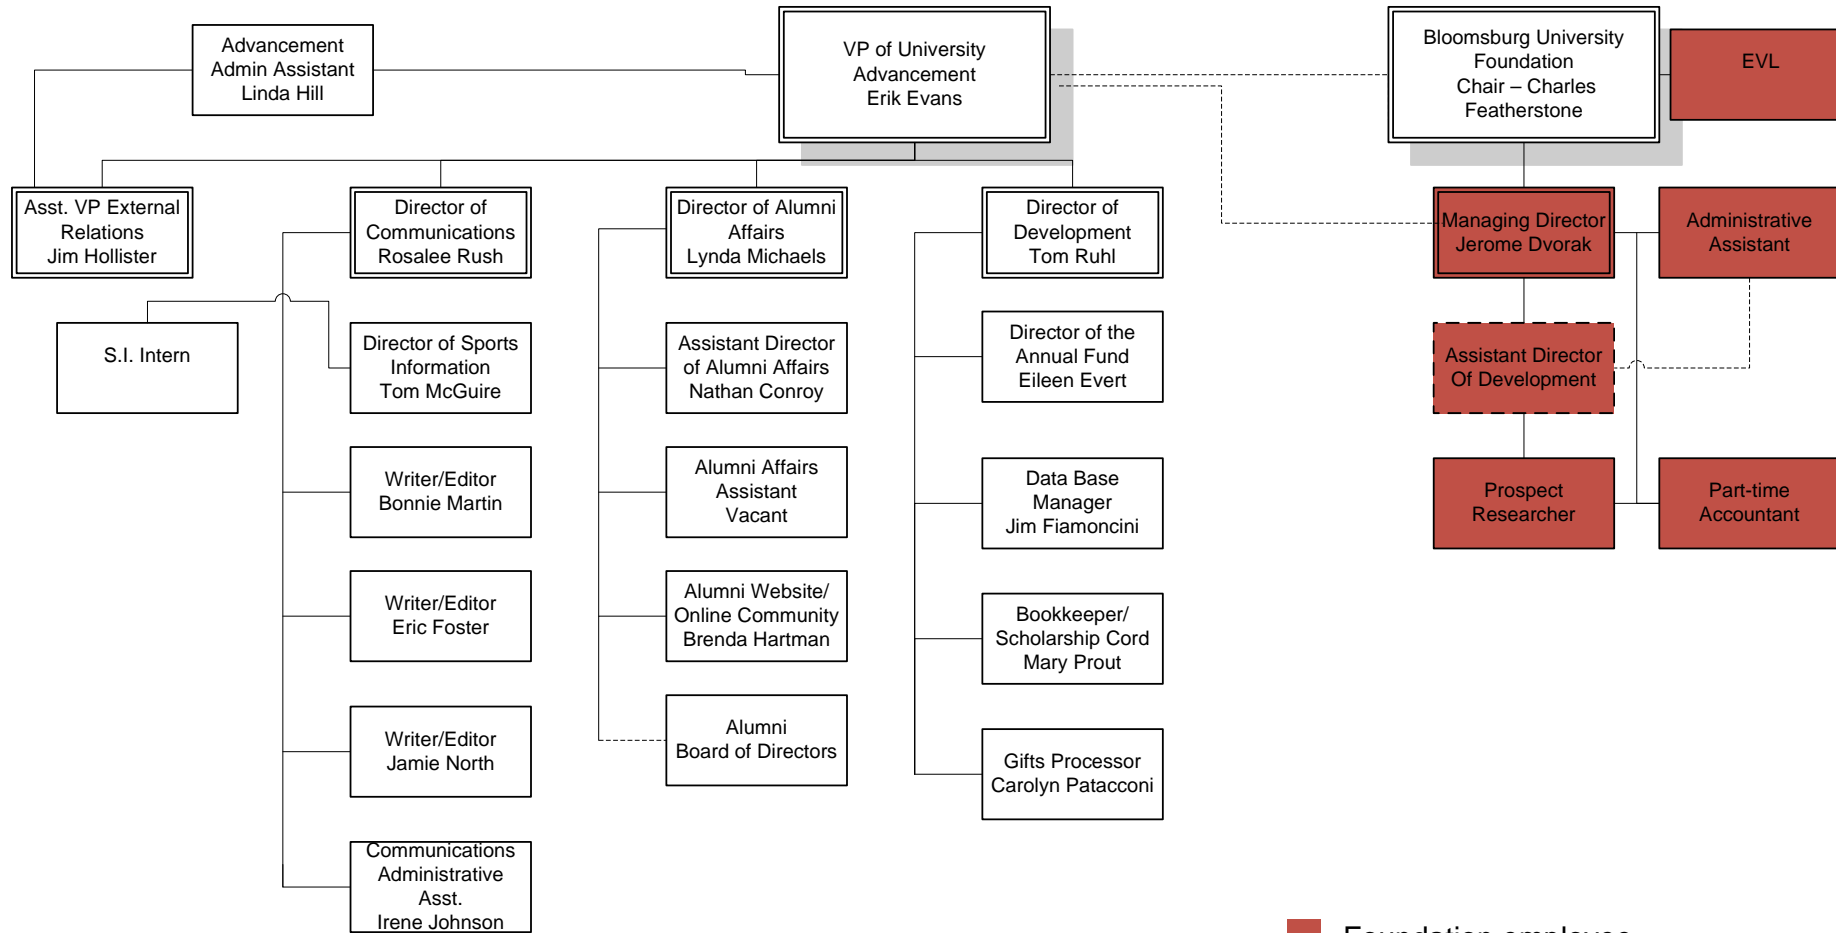 Advancement
Admin Assistant
Linda Hill
VP of University
Advancement
Erik Evans
Bloomsburg University
Foundation
Chair – Charles
Featherstone
EVL
Asst. VP External
Relations
Jim Hollister
Director of
Communications
Rosalee Rush
Director of Alumni
Affairs
Lynda Michaels
Director of
Development
Tom Ruhl
Managing Director
Jerome Dvorak
Administrative
Assistant
S.I. Intern
Director of Sports
Information
Tom McGuire
Assistant Director
of Alumni Affairs
Nathan Conroy
Director of the
Annual Fund
Eileen Evert
Assistant Director
Of Development
Writer/Editor
Bonnie Martin
Alumni Affairs
Assistant
Vacant
Data Base
Manager
Jim Fiamoncini
Prospect
Researcher
Part-time
Accountant
Writer/Editor
Eric Foster
Alumni Website/
Online Community
Brenda Hartman
Bookkeeper/
Scholarship Cord
Mary Prout
Writer/Editor
Jamie North
Alumni
Board of Directors
Gifts Processor
Carolyn Patacconi
Communications
Administrative
Asst.
Irene Johnson
Foundation employee